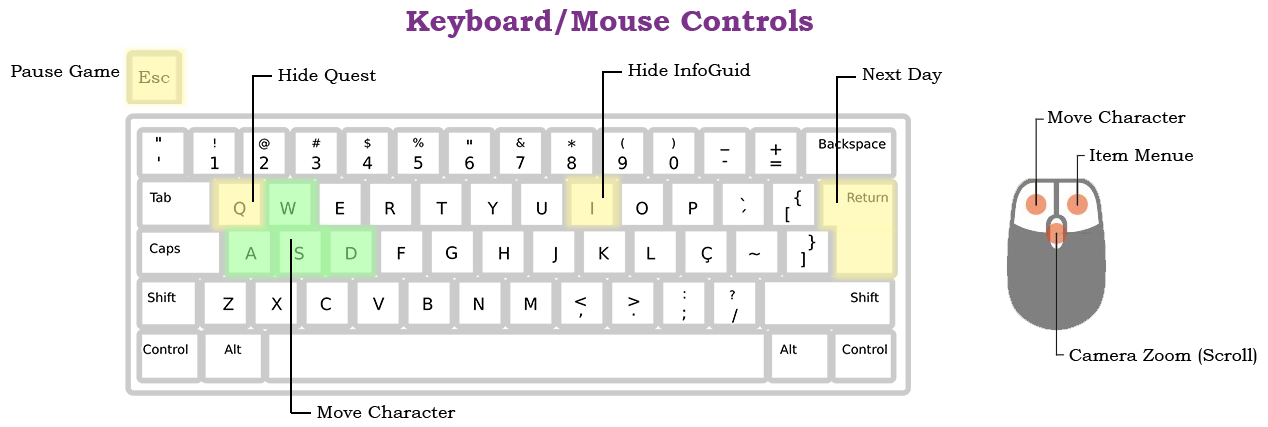 Keyboard/Mouse Controls
Pause Game
Esc
Hide Quest
Hide InfoGuid
Next Day
" ! @ # $ % " & * ( ) _ + Backspace
' 1 2 3 4 5 6 7 8 9 0 - =
Tab Q W E R T Y U I O P ` ´ { [ Return
Caps A S D F G H J K L Ç ~ } ]
Shift Z X C V B N M < , > . : ; ? / Shift
Control Alt Alt Control
Move Character
Move Character
Item Menue
Camera Zoom (Scroll)